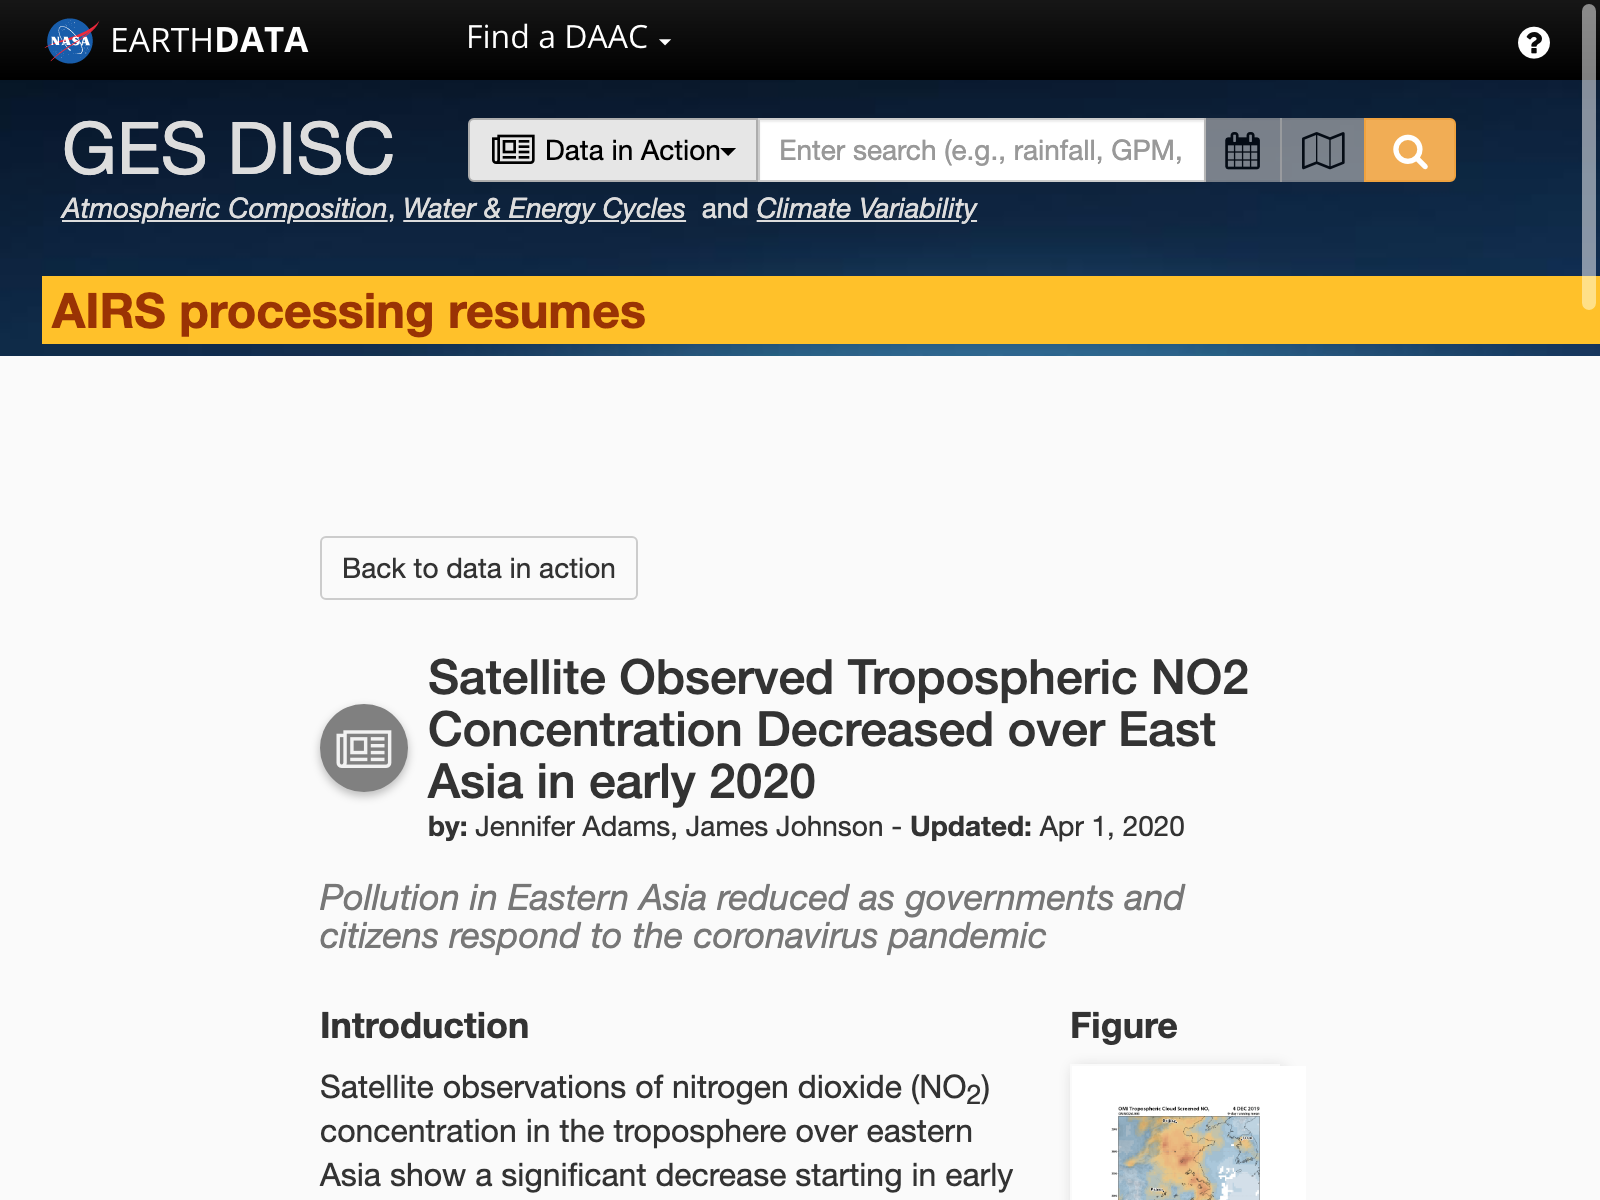 NASA EARTHDATA Find a DAAC
GES DISC Data in Action Enter search (e.g., rainfall, GPM,
Atmospheric Composition, Water & Energy Cycles and Climate Variability
AIRS processing resumes
Back to data in action
Satellite Observed Tropospheric NO2
Concentration Decreased over East
Asia in early 2020
by: Jennifer Adams, James Johnson - Updated: Apr 1, 2020
Pollution in Eastern Asia reduced as governments and
citizens respond to the coronavirus pandemic
Introduction
Figure
Satellite observations of nitrogen dioxide (NO2)
concentration in the troposphere over eastern
Asia show a significant decrease starting in early
OMI Tropospheric Cloud Screened NO2 4 DEC 2019